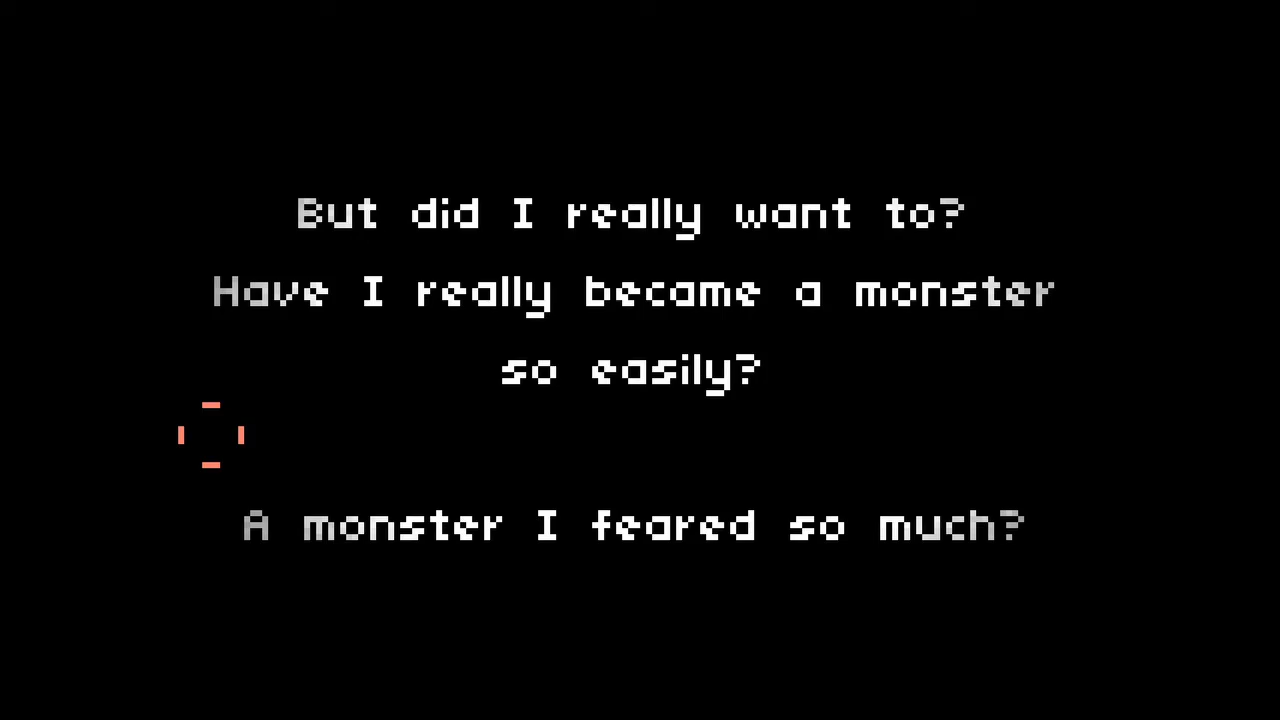 But did I really want to?
Have I really became a monster
so easily?
A monster I feared so much?